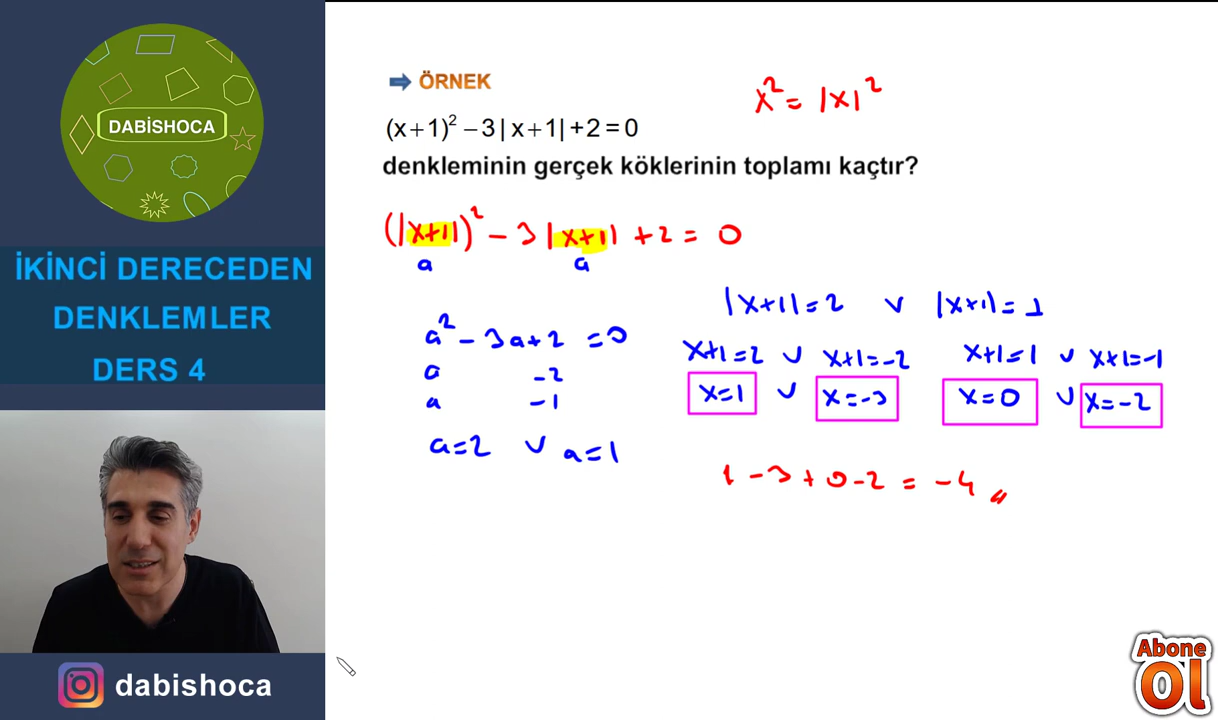 DABİSHOCA
İKİNCİ DERECEDEN
DENKLEMLER
DERS 4
dabishoca
ÖRNEK
x² = |x|²
(x+1)² − 3|x+1| + 2 = 0
denkleminin gerçek köklerinin toplamı kaçtır?
(|x+1|)² − 3|x+1| + 2 = 0
a a
a² − 3a + 2 = 0
a −2
a −1
a=2 ∨ a=1
|x+1|=2 ∨ |x+1|=1
x+1=2 ∨ x+1=−2 x+1=1 ∨ x+1=−1
x=1 ∨ x=−3 x=0 ∨ x=−2
1−3+0−2 = −4
Abone
Ol